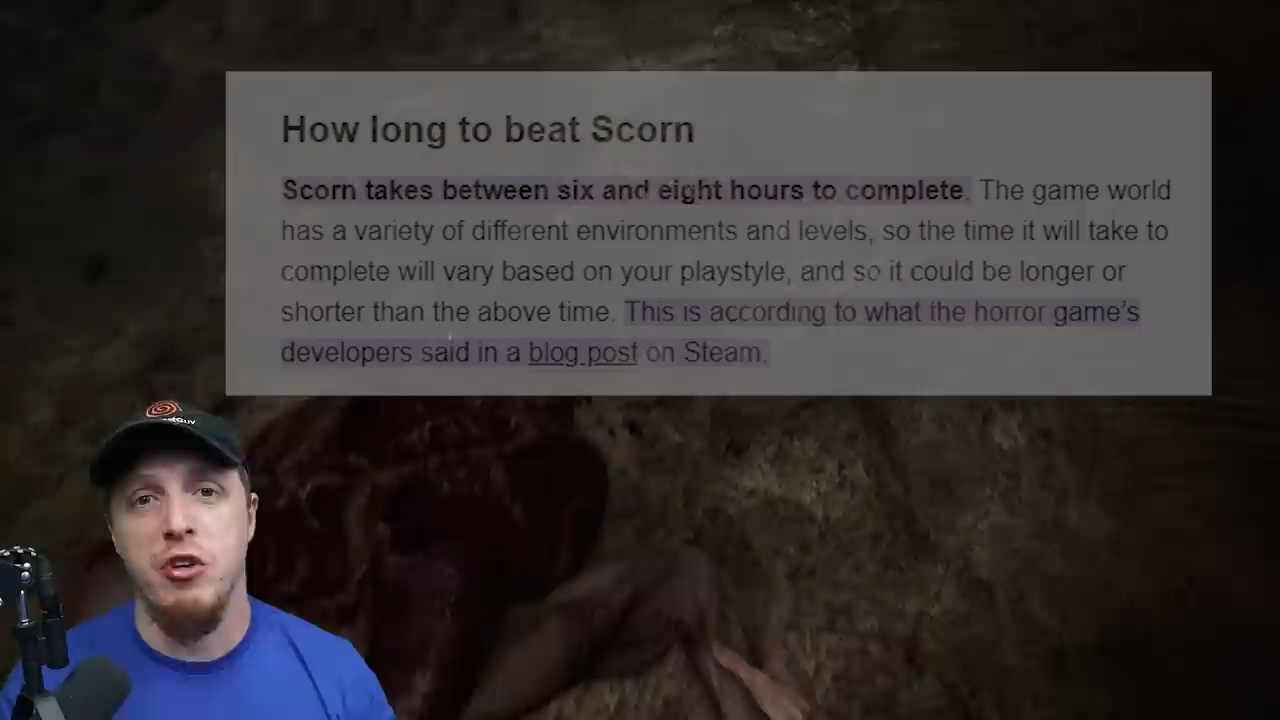 How long to beat Scorn
Scorn takes between six and eight hours to complete. The game world
has a variety of different environments and levels, so the time it will take to
complete will vary based on your playstyle, and so it could be longer or
shorter than the above time. This is according to what the horror game's
developers said in a blog post on Steam.